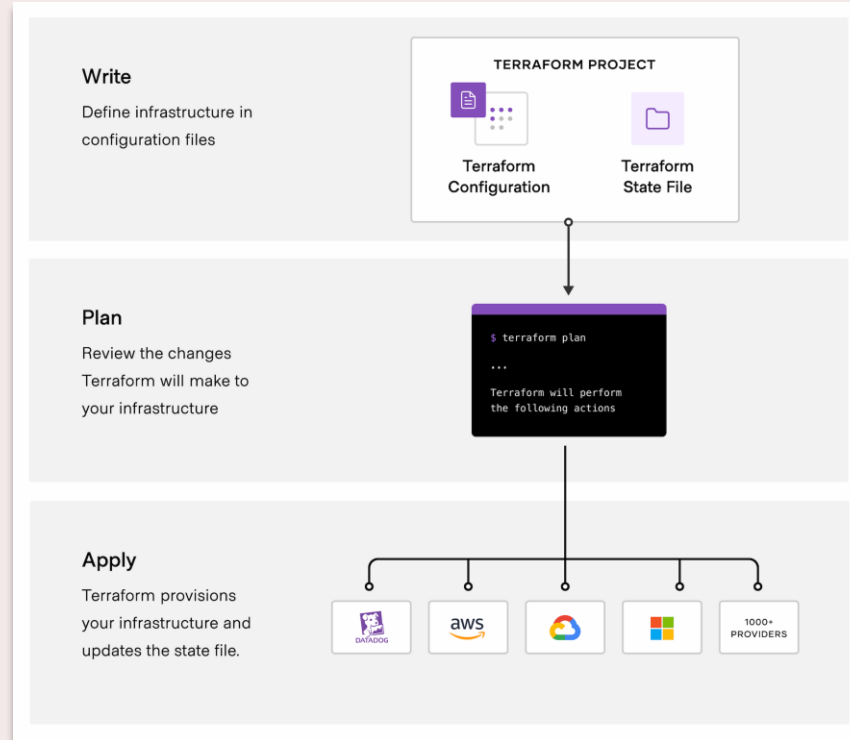 Write
Define infrastructure in
configuration files
TERRAFORM PROJECT
Terraform
Configuration
Terraform
State File
Plan
Review the changes
Terraform will make to
your infrastructure
$ terraform plan
...
Terraform will perform
the following actions
Apply
Terraform provisions
your infrastructure and
updates the state file.
DATADOG
aws
1000+
PROVIDERS